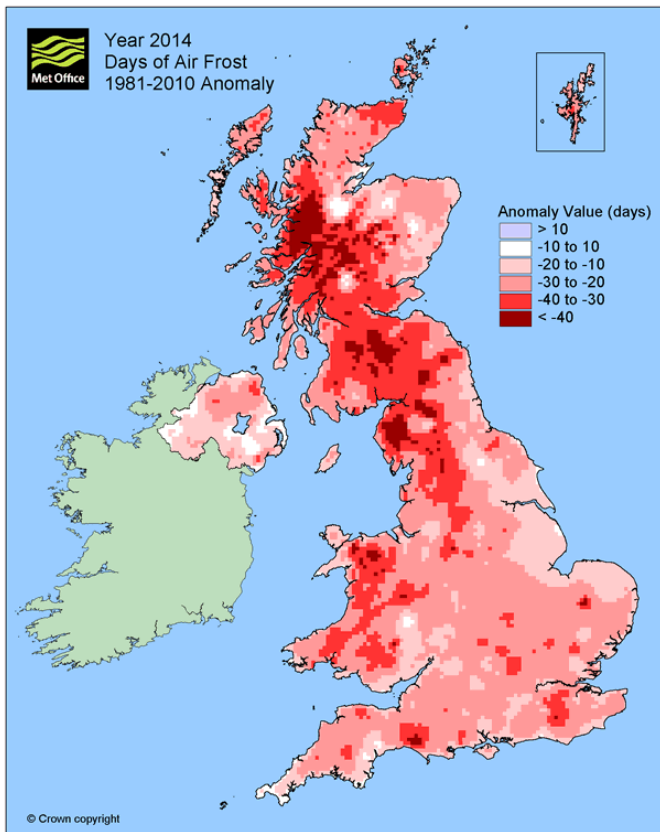 Met Office
Year 2014
Days of Air Frost
1981-2010 Anomaly
Anomaly Value (days)
> 10
-10 to 10
-20 to -10
-30 to -20
-40 to -30
< -40
© Crown copyright